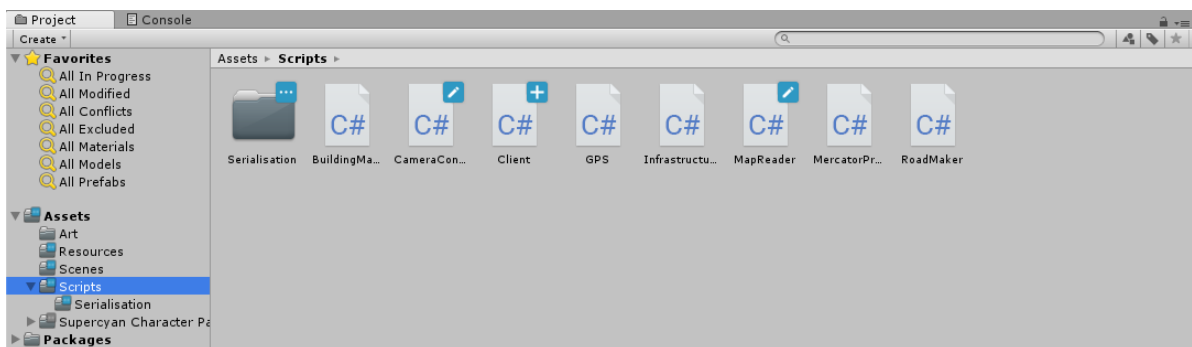 Project Console
Create
Favorites
All In Progress
All Modified
All Conflicts
All Excluded
All Materials
All Models
All Prefabs
Assets
Art
Resources
Scenes
Scripts
Serialisation
Supercyan Character Pa
Packages
Assets Scripts
C# C# C# C# C# C# C# C#
Serialisation BuildingMa... CameraCon... Client GPS Infrastructu... MapReader MercatorPr... RoadMaker